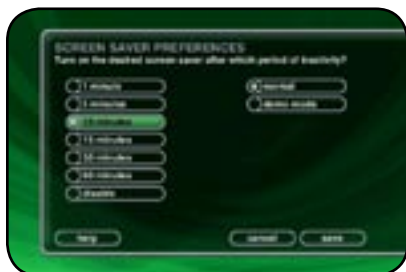 SCREEN SAVER PREFERENCES
Turn on the desired screen saver after which period of inactivity?
1 minute
5 minutes
10 minutes
15 minutes
30 minutes
60 minutes
disable
normal
demo mode
help
cancel
save